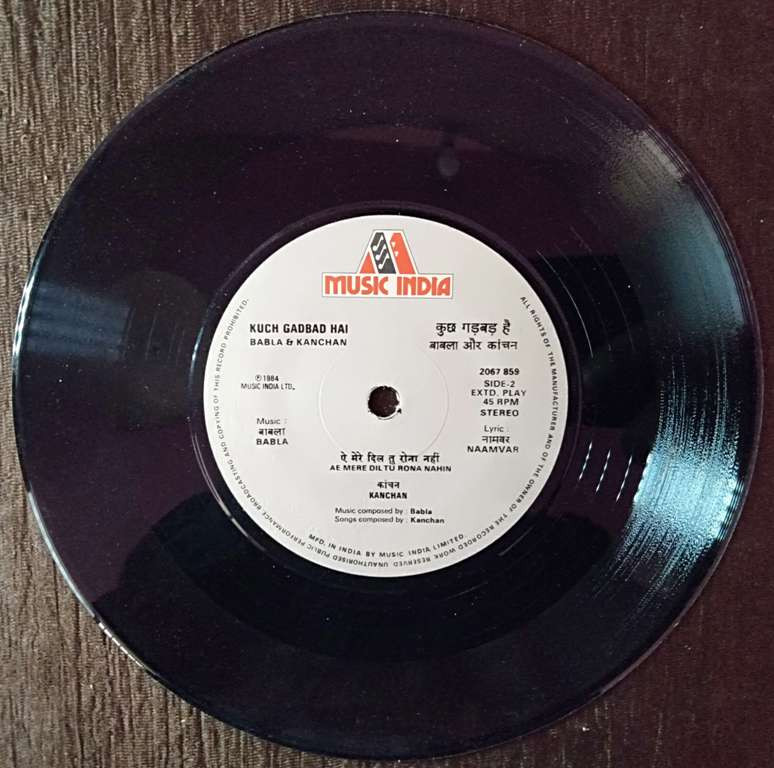 MUSIC INDIA
KUCH GADBAD HAI
BABLA & KANCHAN
कुछ गड़बड़ है
बाबला और कांचन
Ⓟ1984
MUSIC INDIA LTD.
2067 859
SIDE-2
EXTD. PLAY
45 RPM
STEREO
Music :
बाबला
BABLA
Lyric :
नामवर
NAAMVAR
ऐ मेरे दिल तु रोना नहीं
AE MERE DIL TU RONA NAHIN
कांचन
KANCHAN
Music composed by : Babla
Songs composed by : Kanchan
MFD. IN INDIA BY MUSIC INDIA LIMITED.
ALL RIGHTS OF THE MANUFACTURER AND OF THE OWNER OF THE RECORDED WORK RESERVED. UNAUTHORISED PUBLIC PERFORMANCE BROADCASTING AND COPYING OF THIS RECORD PROHIBITED.